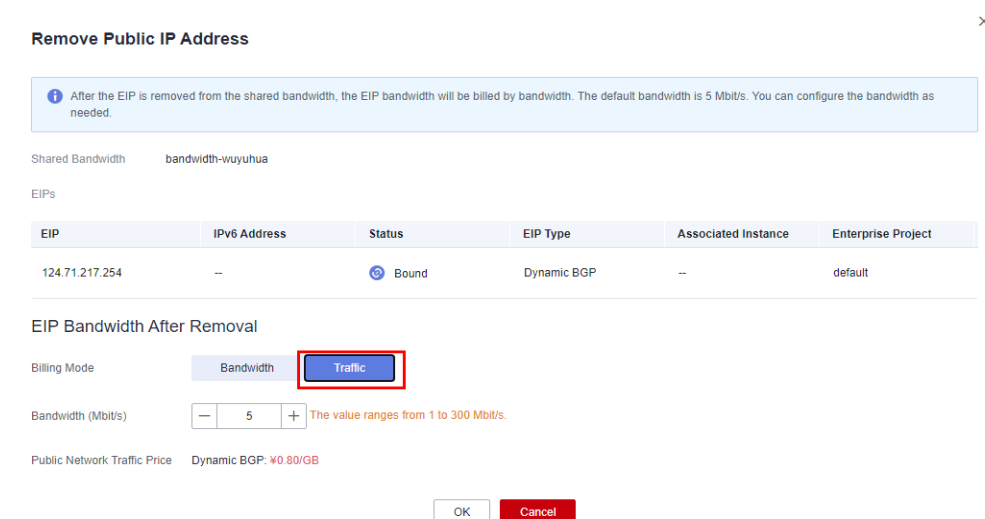 Remove Public IP Address
After the EIP is removed from the shared bandwidth, the EIP bandwidth will be billed by bandwidth. The default bandwidth is 5 Mbit/s. You can configure the bandwidth as
needed.
Shared Bandwidth bandwidth-wuyuhua
EIPs
EIP IPv6 Address Status EIP Type Associated Instance Enterprise Project
124.71.217.254 -- Bound Dynamic BGP -- default
EIP Bandwidth After Removal
Billing Mode Bandwidth Traffic
Bandwidth (Mbit/s) — 5 + The value ranges from 1 to 300 Mbit/s.
Public Network Traffic Price Dynamic BGP: ¥0.80/GB
OK Cancel